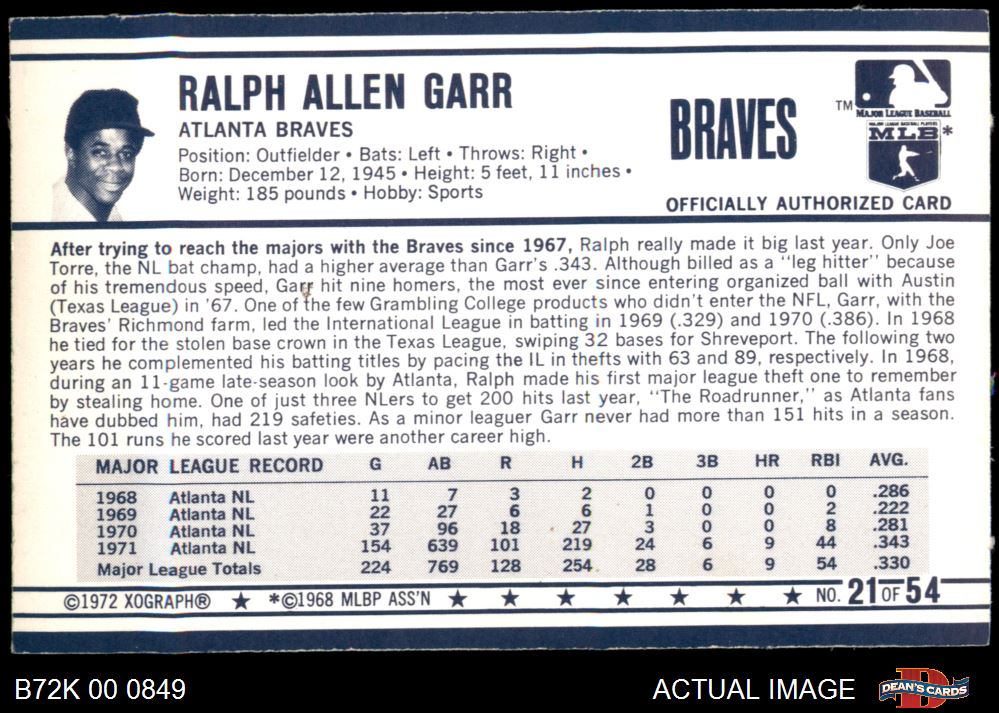 RALPH ALLEN GARR
ATLANTA BRAVES
Position: Outfielder • Bats: Left • Throws: Right •
Born: December 12, 1945 • Height: 5 feet, 11 inches •
Weight: 185 pounds • Hobby: Sports
BRAVES
TM
MAJOR LEAGUE BASEBALL
MAJOR LEAGUE BASEBALL PLAYERS
MLB*
OFFICIALLY AUTHORIZED CARD
After trying to reach the majors with the Braves since 1967, Ralph really made it big last year. Only Joe
Torre, the NL bat champ, had a higher average than Garr's .343. Although billed as a "leg hitter" because
of his tremendous speed, Garr hit nine homers, the most ever since entering organized ball with Austin
(Texas League) in '67. One of the few Grambling College products who didn't enter the NFL, Garr, with the
Braves' Richmond farm, led the International League in batting in 1969 (.329) and 1970 (.386). In 1968
he tied for the stolen base crown in the Texas League, swiping 32 bases for Shreveport. The following two
years he complemented his batting titles by pacing the IL in thefts with 63 and 89, respectively. In 1968,
during an 11-game late-season look by Atlanta, Ralph made his first major league theft one to remember
by stealing home. One of just three NLers to get 200 hits last year, "The Roadrunner," as Atlanta fans
have dubbed him, had 219 safeties. As a minor leaguer Garr never had more than 151 hits in a season.
The 101 runs he scored last year were another career high.
MAJOR LEAGUE RECORD G AB R H 2B 3B HR RBI AVG.
1968 Atlanta NL 11 7 3 2 0 0 0 0 .286
1969 Atlanta NL 22 27 6 6 1 0 0 2 .222
1970 Atlanta NL 37 96 18 27 3 0 0 8 .281
1971 Atlanta NL 154 639 101 219 24 6 9 44 .343
Major League Totals 224 769 128 254 28 6 9 54 .330
©1972 XOGRAPH® ★ *©1968 MLBP ASS'N ★ ★ ★ ★ ★ ★ ★ NO. 21 OF 54
B72K 00 0849
ACTUAL IMAGE
DEAN'S CARDS